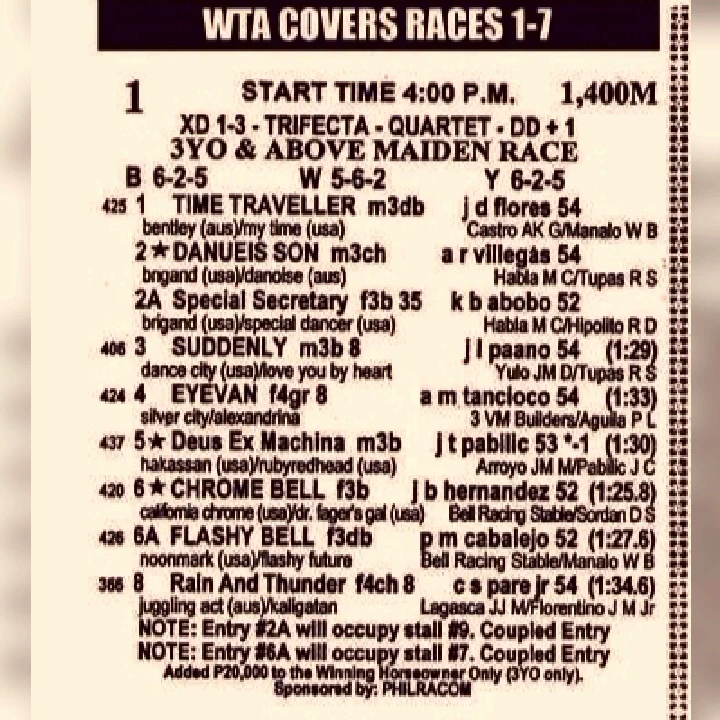 WTA COVERS RACES 1-7
1 START TIME 4:00 P.M. 1,400M
XD 1-3 - TRIFECTA - QUARTET - DD + 1
3YO & ABOVE MAIDEN RACE
B 6-2-5 W 5-6-2 Y 6-2-5
425 1 TIME TRAVELLER m3db j d flores 54
bentley (aus)/my time (usa) Castro AK G/Manalo W B
2★DANUEIS SON m3ch a r villegas 54
brigand (usa)/danoise (aus) Habla M C/Tupas R S
2A Special Secretary f3b 35 k b abobo 52
brigand (usa)/special dancer (usa) Habla M C/Hipolito R D
406 3 SUDDENLY m3b 8 j l paano 54 (1:29)
dance city (usa)/love you by heart Yulo JM D/Tupas R S
424 4 EYEVAN f4gr 8 a m tancioco 54 (1:33)
silver city/alexandrina 3 VM Builders/Aguila P L
437 5★Deus Ex Machina m3b j t pabilic 53 *-1 (1:30)
hakassan (usa)/rubyredhead (usa) Arroyo JM M/Pabilic J C
420 6★CHROME BELL f3b j b hernandez 52 (1:25.8)
california chrome (usa)/dr. fager's gal (usa) Bell Racing Stable/Sordan D S
426 6A FLASHY BELL f3db p m cabalejo 52 (1:27.6)
noonmark (usa)/flashy future Bell Racing Stable/Manalo W B
366 8 Rain And Thunder f4ch 8 c s pare jr 54 (1:34.6)
juggling act (aus)/kaligatan Lagasca JJ M/Florentino J M Jr
NOTE: Entry #2A will occupy stall #9. Coupled Entry
NOTE: Entry #6A will occupy stall #7. Coupled Entry
Added P20,000 to the Winning Horseowner Only (3YO only).
Sponsored by: PHILRACOM